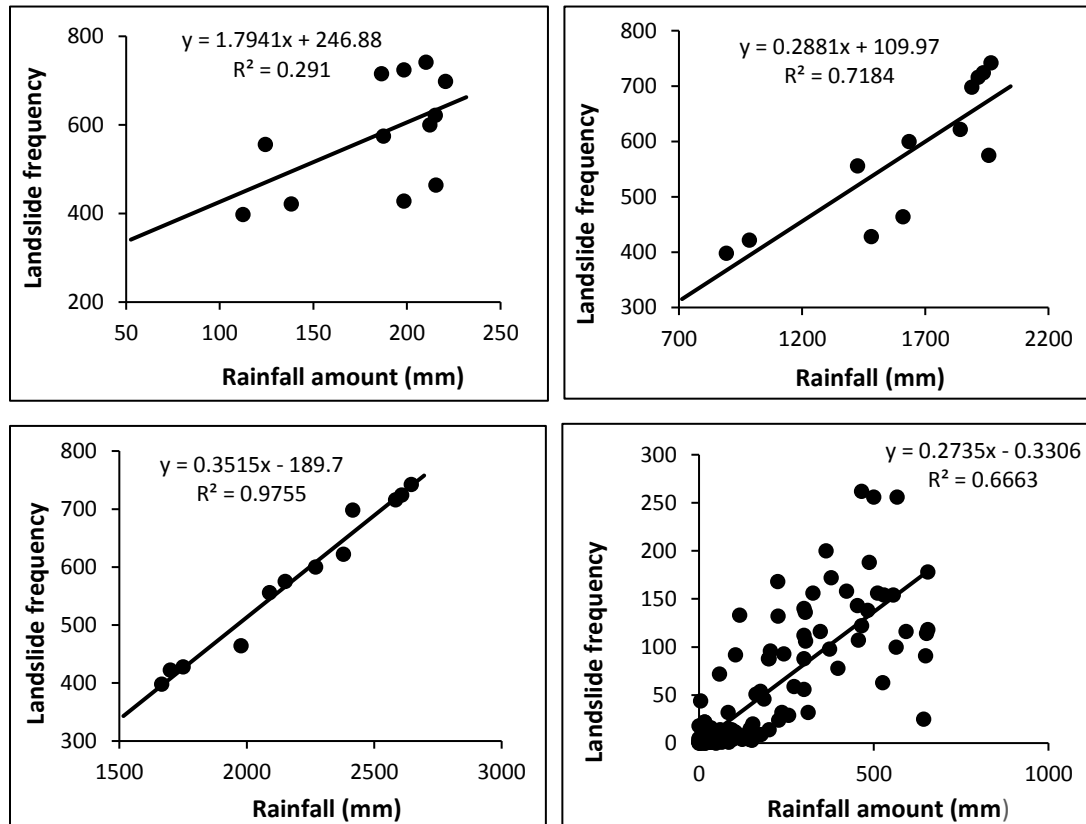 y = 1.7941x + 246.88
R² = 0.291
Landslide frequency
800
600
400
200
50 100 150 200 250
Rainfall amount (mm)
y = 0.2881x + 109.97
R² = 0.7184
Landslide frequency
800
700
600
500
400
300
700 1200 1700 2200
Rainfall (mm)
y = 0.3515x - 189.7
R² = 0.9755
Landslide frequency
800
700
600
500
400
300
1500 2000 2500 3000
Rainfall (mm)
y = 0.2735x - 0.3306
R² = 0.6663
Landslide frequency
300
250
200
150
100
50
0
0 500 1000
Rainfall amount (mm)